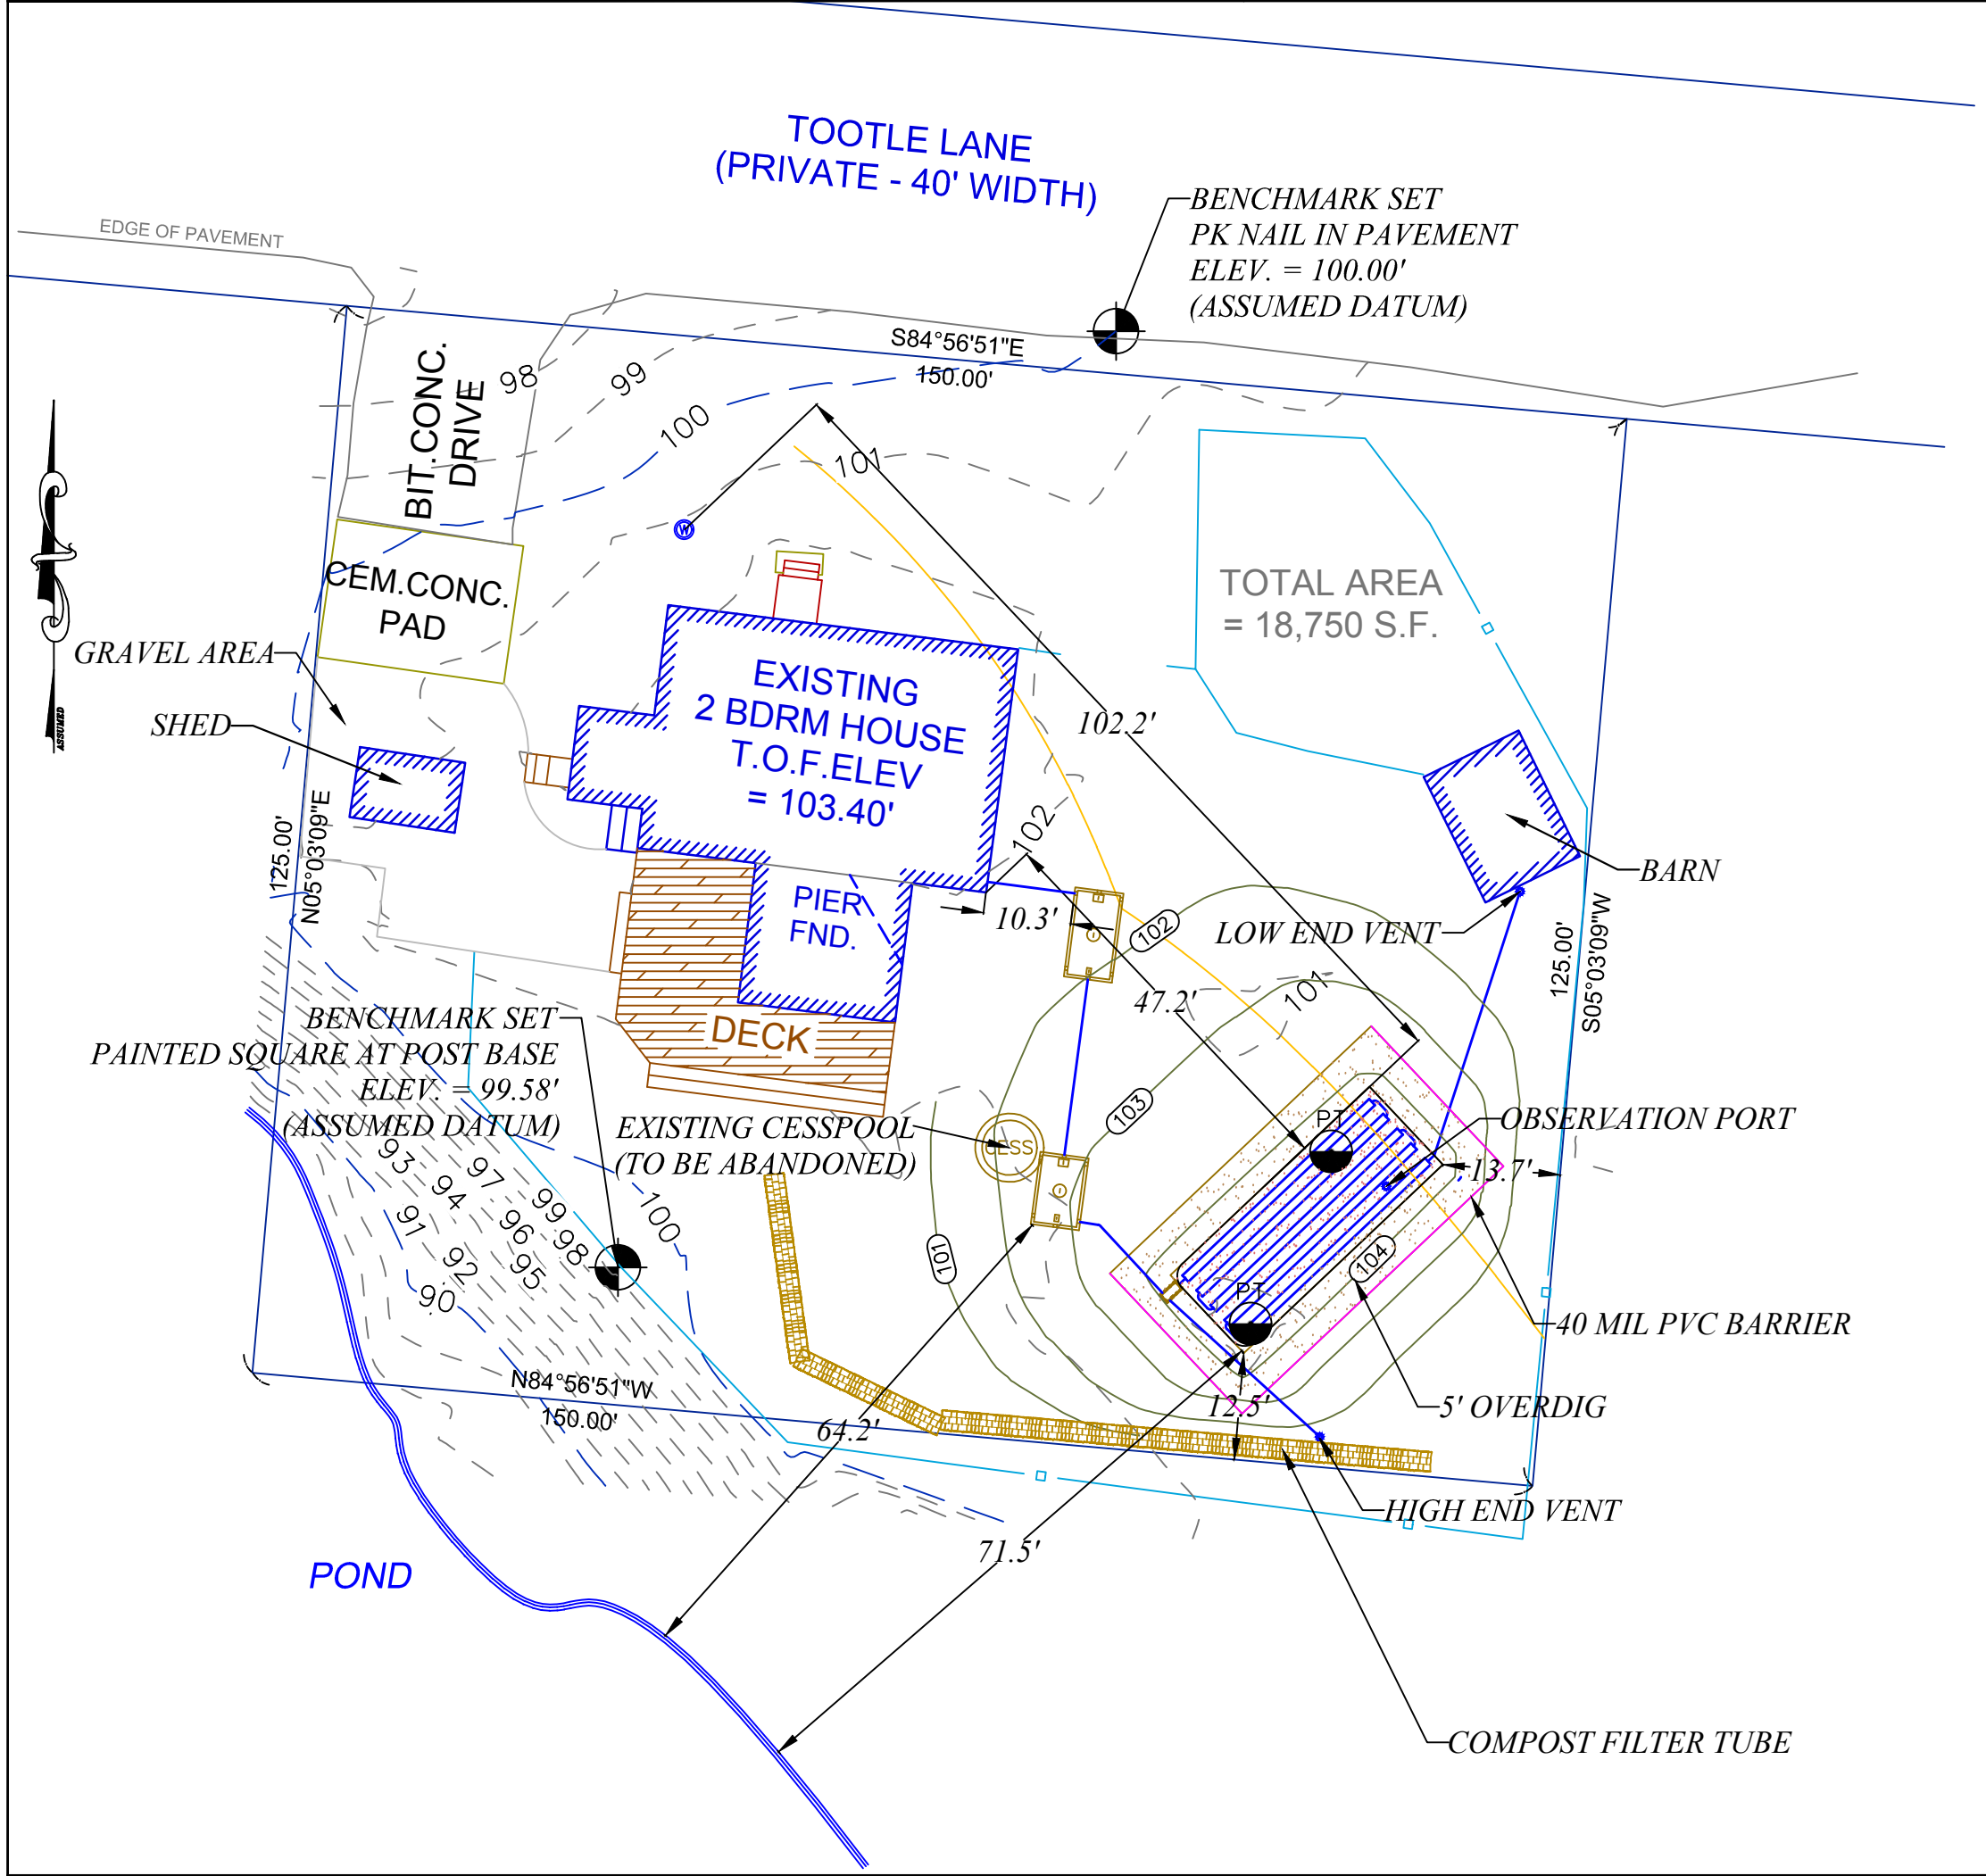 TOOTLE LANE
(PRIVATE - 40' WIDTH)
BENCHMARK SET
PK NAIL IN PAVEMENT
ELEV. = 100.00'
(ASSUMED DATUM)
EDGE OF PAVEMENT
S84°56'51"E
150.00'
98
99
100
101
BIT.CONC.
DRIVE
W
CEM.CONC.
PAD
TOTAL AREA
= 18,750 S.F.
GRAVEL AREA
SHED
ASSUMED
EXISTING
2 BDRM HOUSE
T.O.F.ELEV
= 103.40'
102.2'
102
125.00'
N05°03'09"E
BARN
PIER
FND.
10.3'
102
LOW END VENT
125.00'
S05°03'09"W
47.2'
101
BENCHMARK SET
PAINTED SQUARE AT POST BASE
ELEV. = 99.58'
(ASSUMED DATUM)
DECK
EXISTING CESSPOOL
(TO BE ABANDONED)
CESS
103
PT
OBSERVATION PORT
13.7'
93
94
97
91
99
96
98
92
95
90
100
101
104
PT
40 MIL PVC BARRIER
N84°56'51"W
150.00'
64.2'
12.5'
5' OVERDIG
HIGH END VENT
71.5'
POND
COMPOST FILTER TUBE